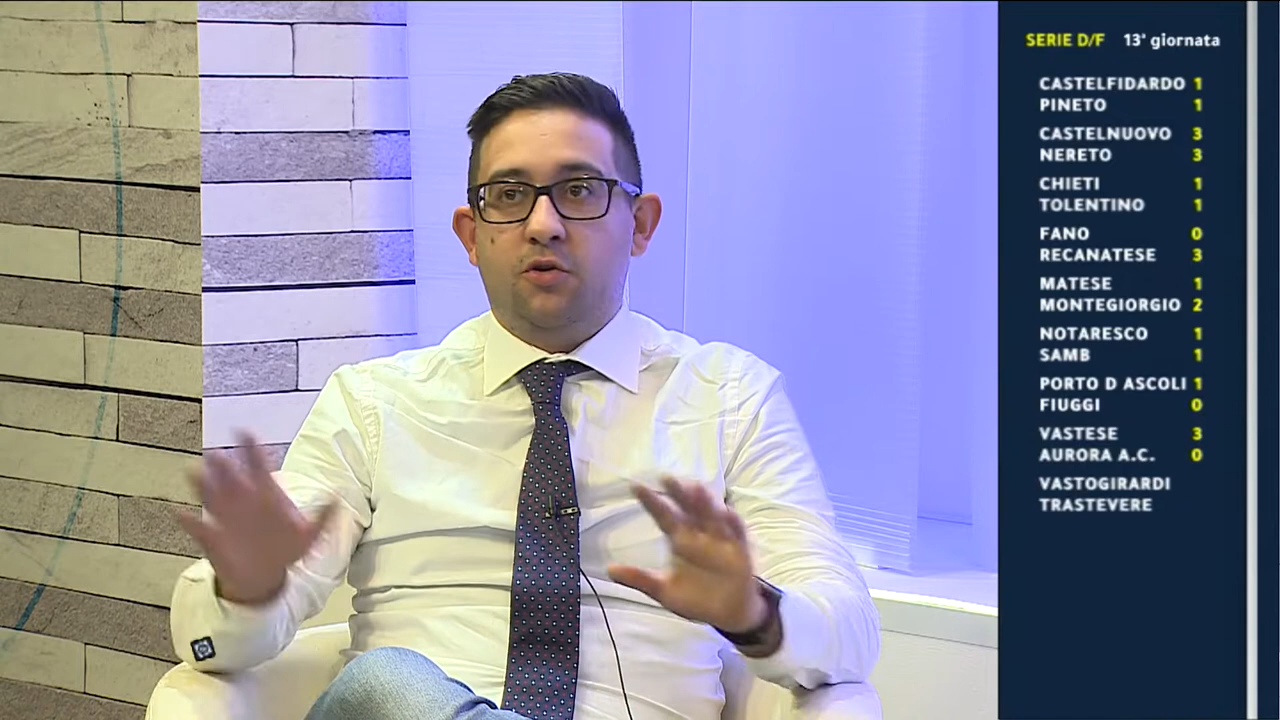 SERIE D/F 13ª giornata
CASTELFIDARDO 1
PINETO 1
CASTELNUOVO 3
NERETO 3
CHIETI 1
TOLENTINO 1
FANO 0
RECANATESE 3
MATESE 1
MONTEGIORGIO 2
NOTARESCO 1
SAMB 1
PORTO D ASCOLI 1
FIUGGI 0
VASTESE 3
AURORA A.C. 0
VASTOGIRARDI
TRASTEVERE